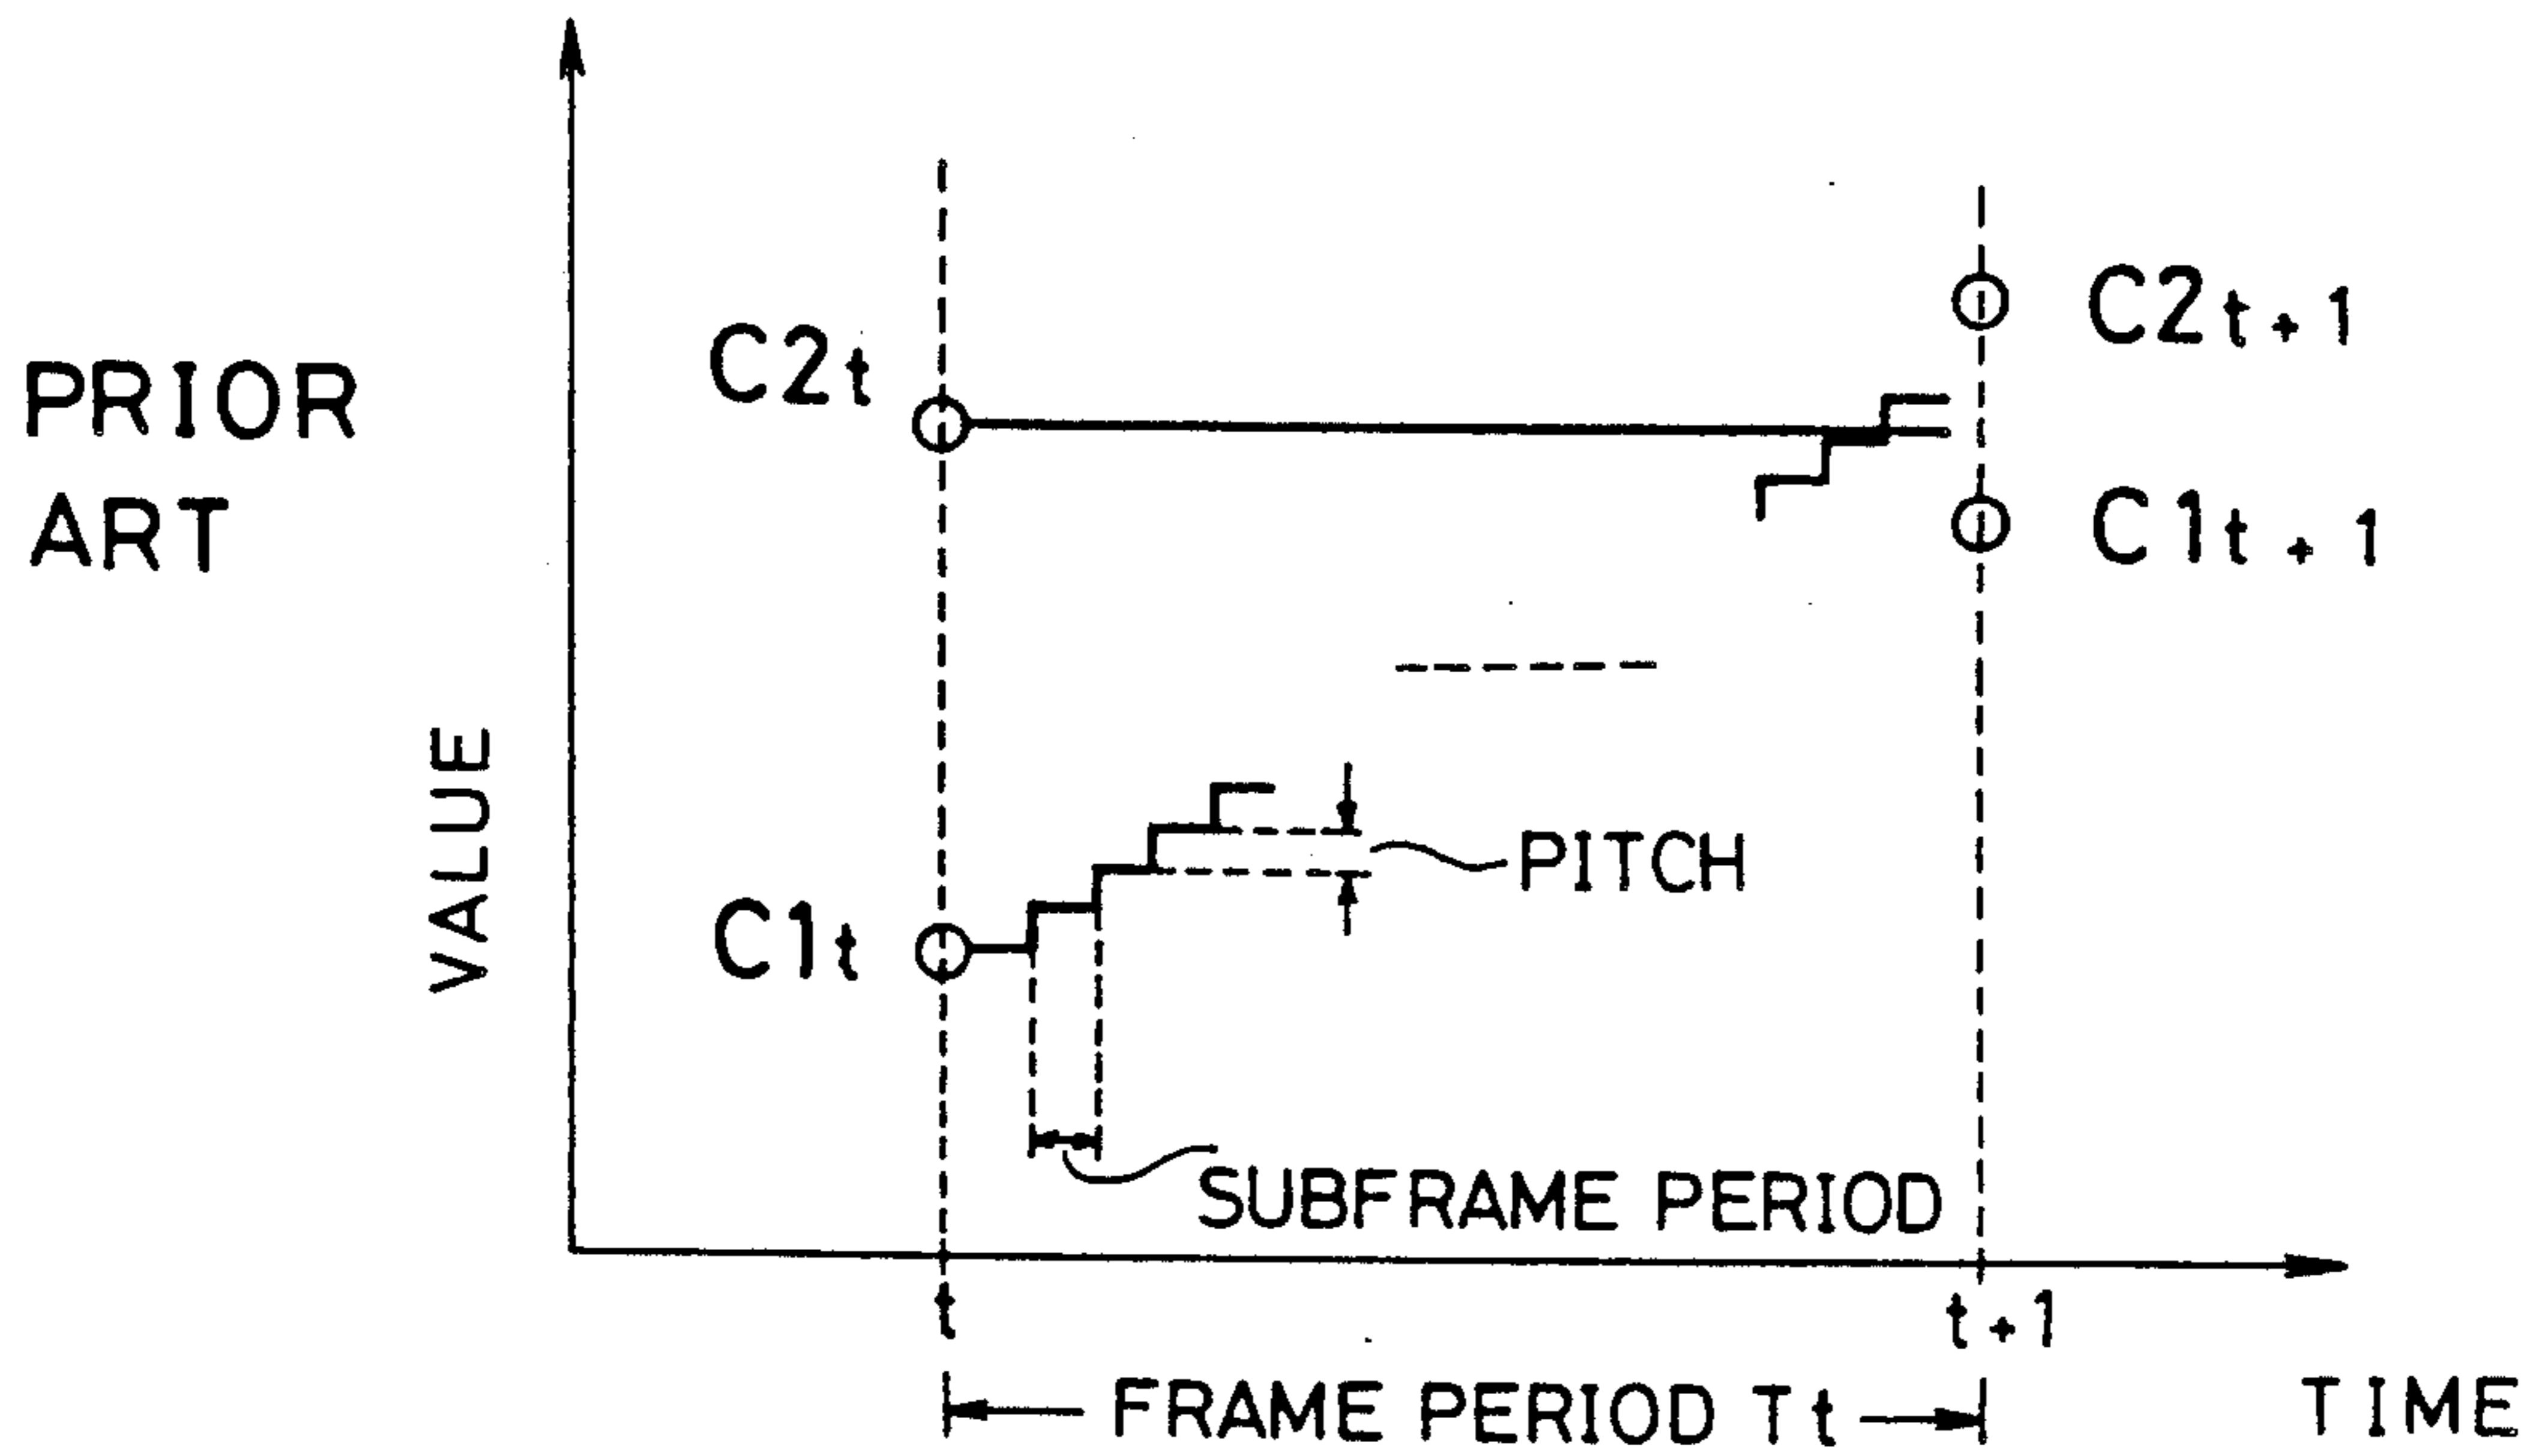 PRIOR
ART
VALUE
C2t
C2t+1
C1t+1
PITCH
C1t
SUBFRAME PERIOD
t
t+1
FRAME PERIOD Tt
TIME